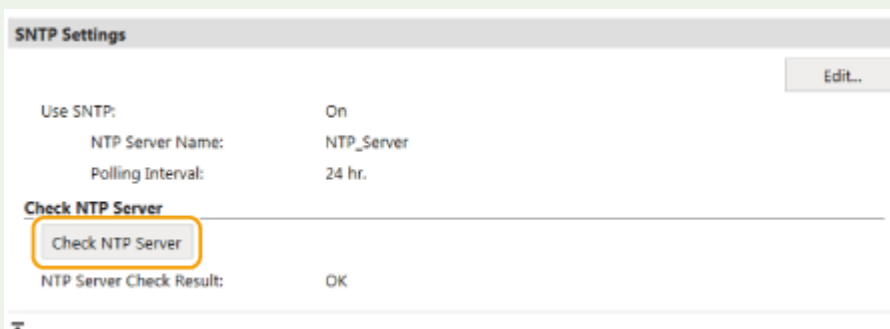 SNTP Settings
Edit...
Use SNTP: On
NTP Server Name: NTP_Server
Polling Interval: 24 hr.
Check NTP Server
Check NTP Server
NTP Server Check Result: OK